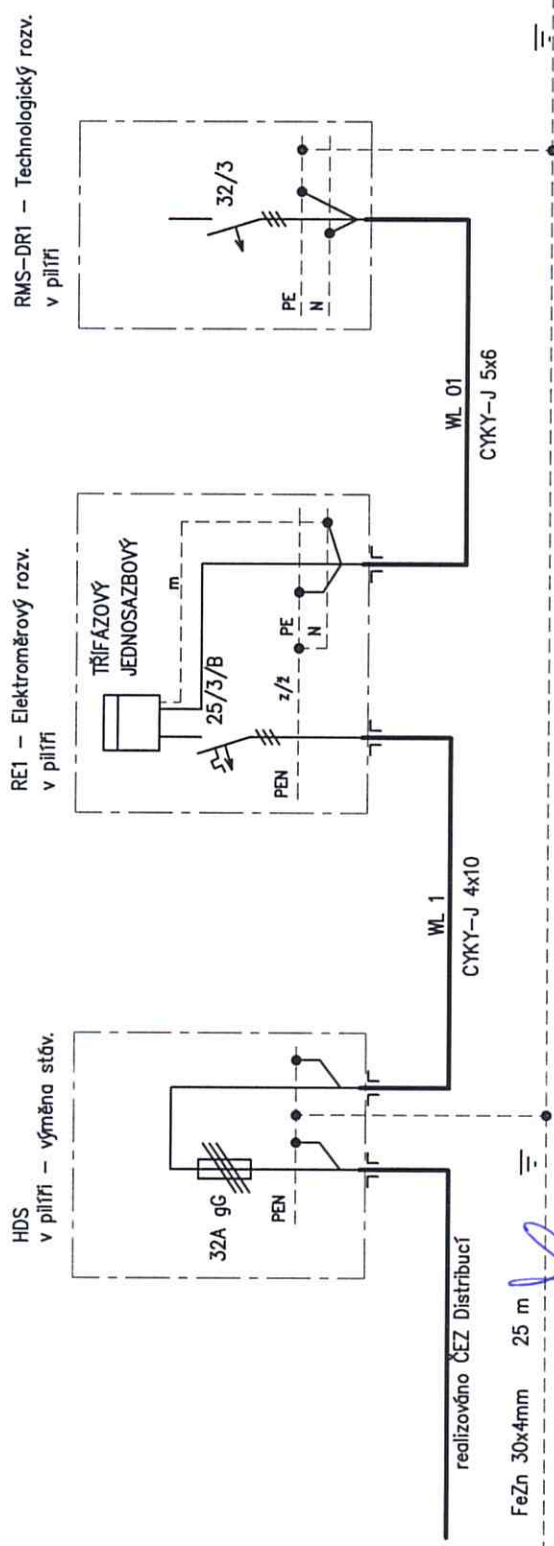 HDS
v pilíři – výměna stáv.
32A gG
PEN
realizováno ČEZ Distribucí
FeZn 30x4mm 25 m
WL 1
CYKY-J 4x10
RE1 – Elektroměrový rozv.
v pilíři
TŘÍFÁZOVÝ
JEDNOSAZBOVÝ
25/3/B
m
PEN
z/ž
PE
N
WL 01
CYKY-J 5x6
RMS-DR1 – Technologický rozv.
v pilíři
32/3
PE
N